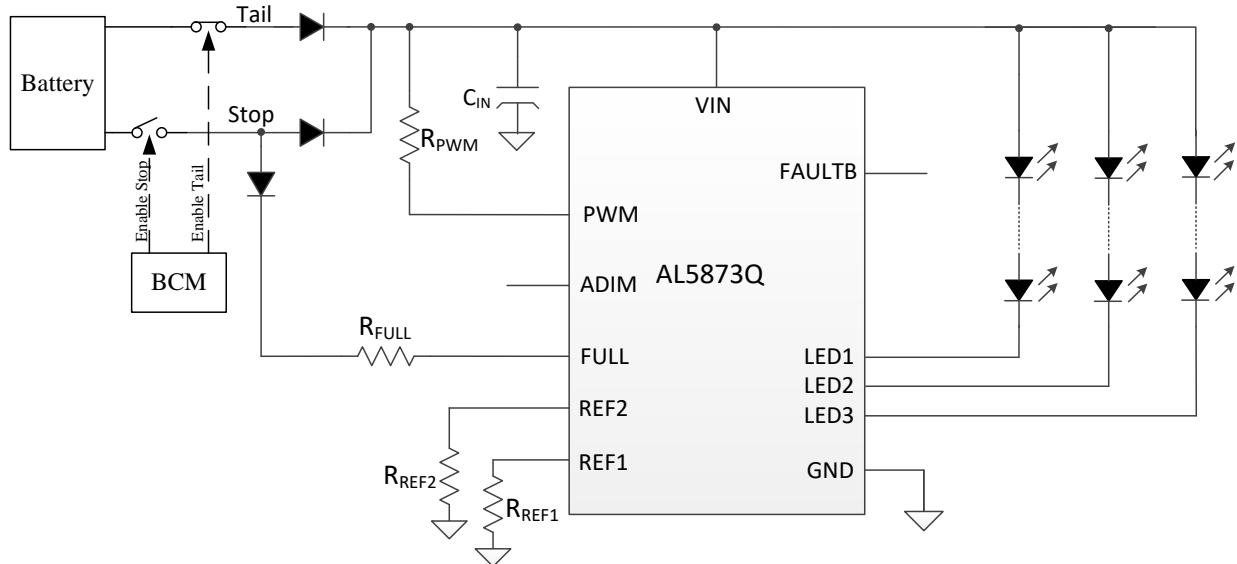 Tail
Battery
Stop
Enable Stop
Enable Tail
BCM
RPWM
CIN
VIN
FAULTB
PWM
ADIM
AL5873Q
RFULL
FULL
LED1
LED2
LED3
REF2
REF1
GND
RREF2
RREF1